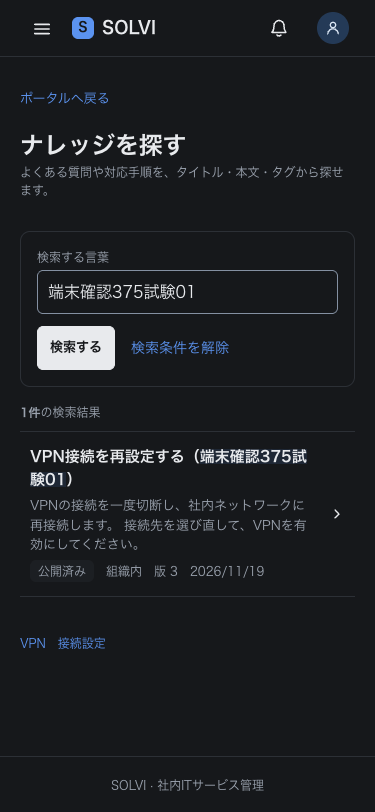 S SOLVI
ポータルへ戻る
ナレッジを探す
よくある質問や対応手順を、タイトル・本文・タグから探せ
ます。
検索する言葉
端末確認375試験01
検索する 検索条件を解除
1件の検索結果
VPN接続を再設定する（端末確認375試
験01）
VPNの接続を一度切断し、社内ネットワークに
再接続します。 接続先を選び直して、VPNを有
効にしてください。
公開済み 組織内 版 3 2026/11/19
VPN 接続設定
SOLVI · 社内ITサービス管理